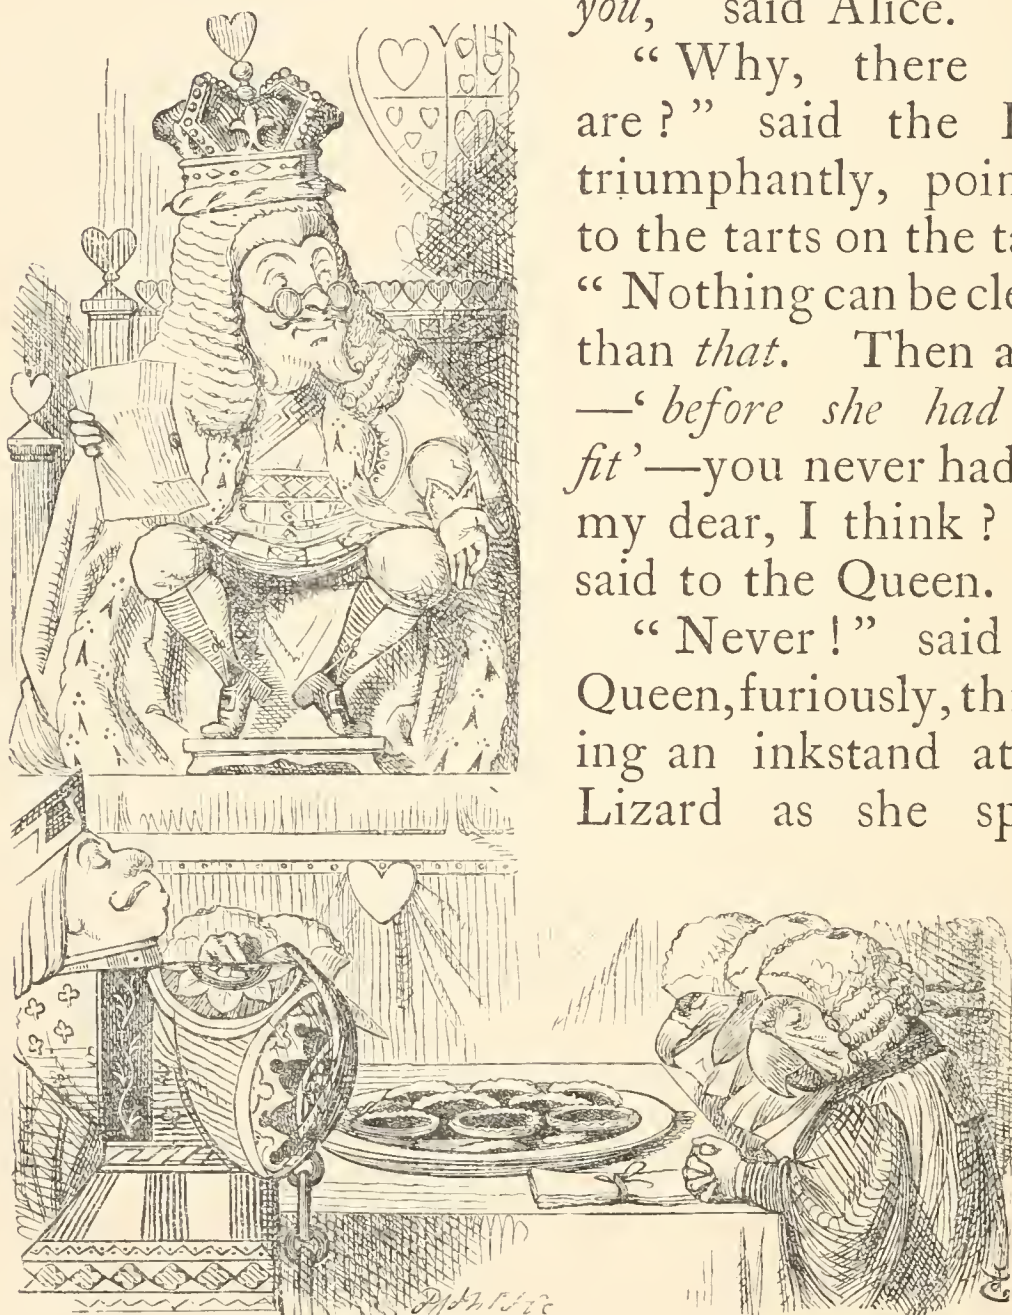 you, said Alice.
“ Why, there
are ? ” said the
triumphantly, poin
to the tarts on the ta
“ Nothing can be cle
than that. Then a
—‘ before she had
fit ’—you never had
my dear, I think ?
said to the Queen.
“ Never ! ” said
Queen, furiously, th
ing an inkstand at
Lizard as she sp